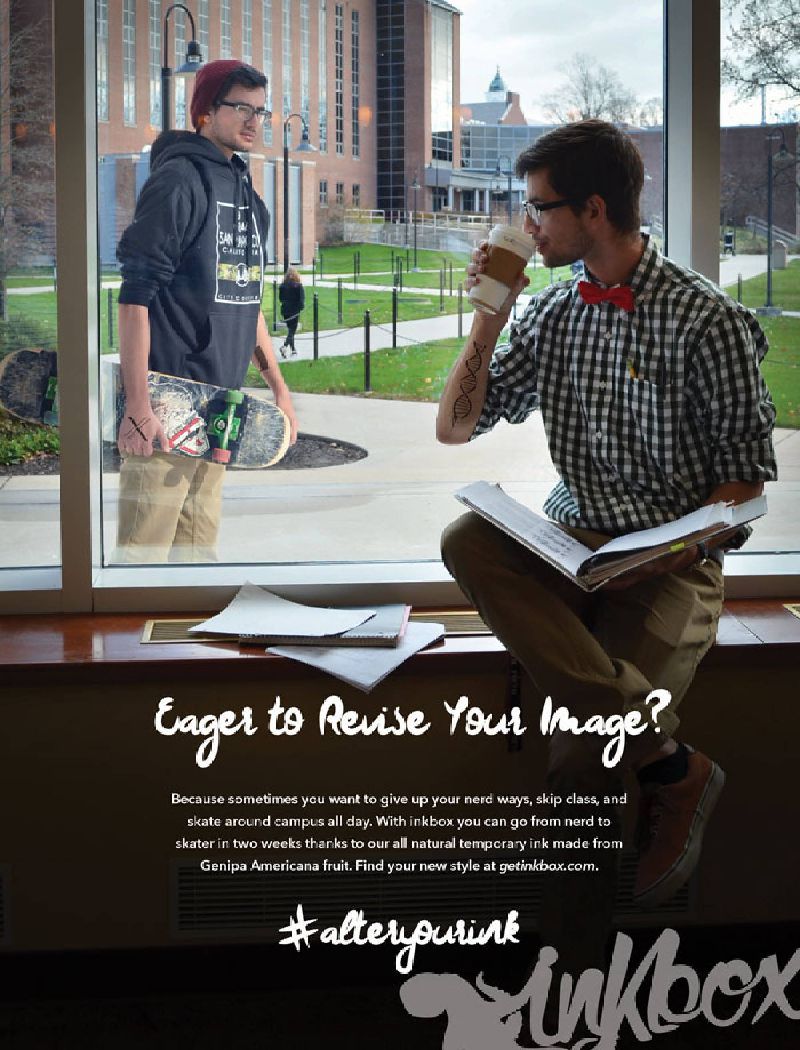 CALIFORNIA
Eager to Revise Your Image?
Because sometimes you want to give up your nerd ways, skip class, and
skate around campus all day. With inkbox you can go from nerd to
skater in two weeks thanks to our all natural temporary ink made from
Genipa Americana fruit. Find your new style at getinkbox.com.
#alteryourink
inkbox